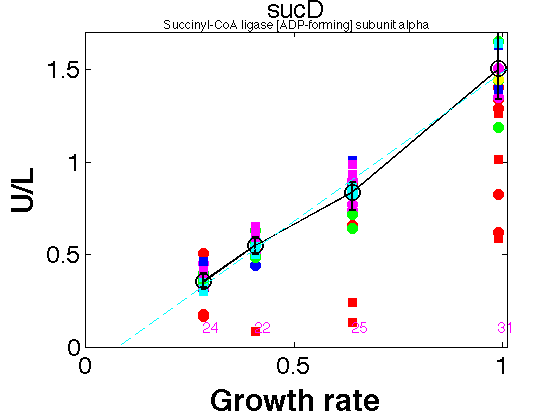 sucD
Succinyl-CoA ligase [ADP-forming] subunit alpha
U/L
1.5
1
0.5
0
24
22
25
31
0
0.5
1
Growth rate